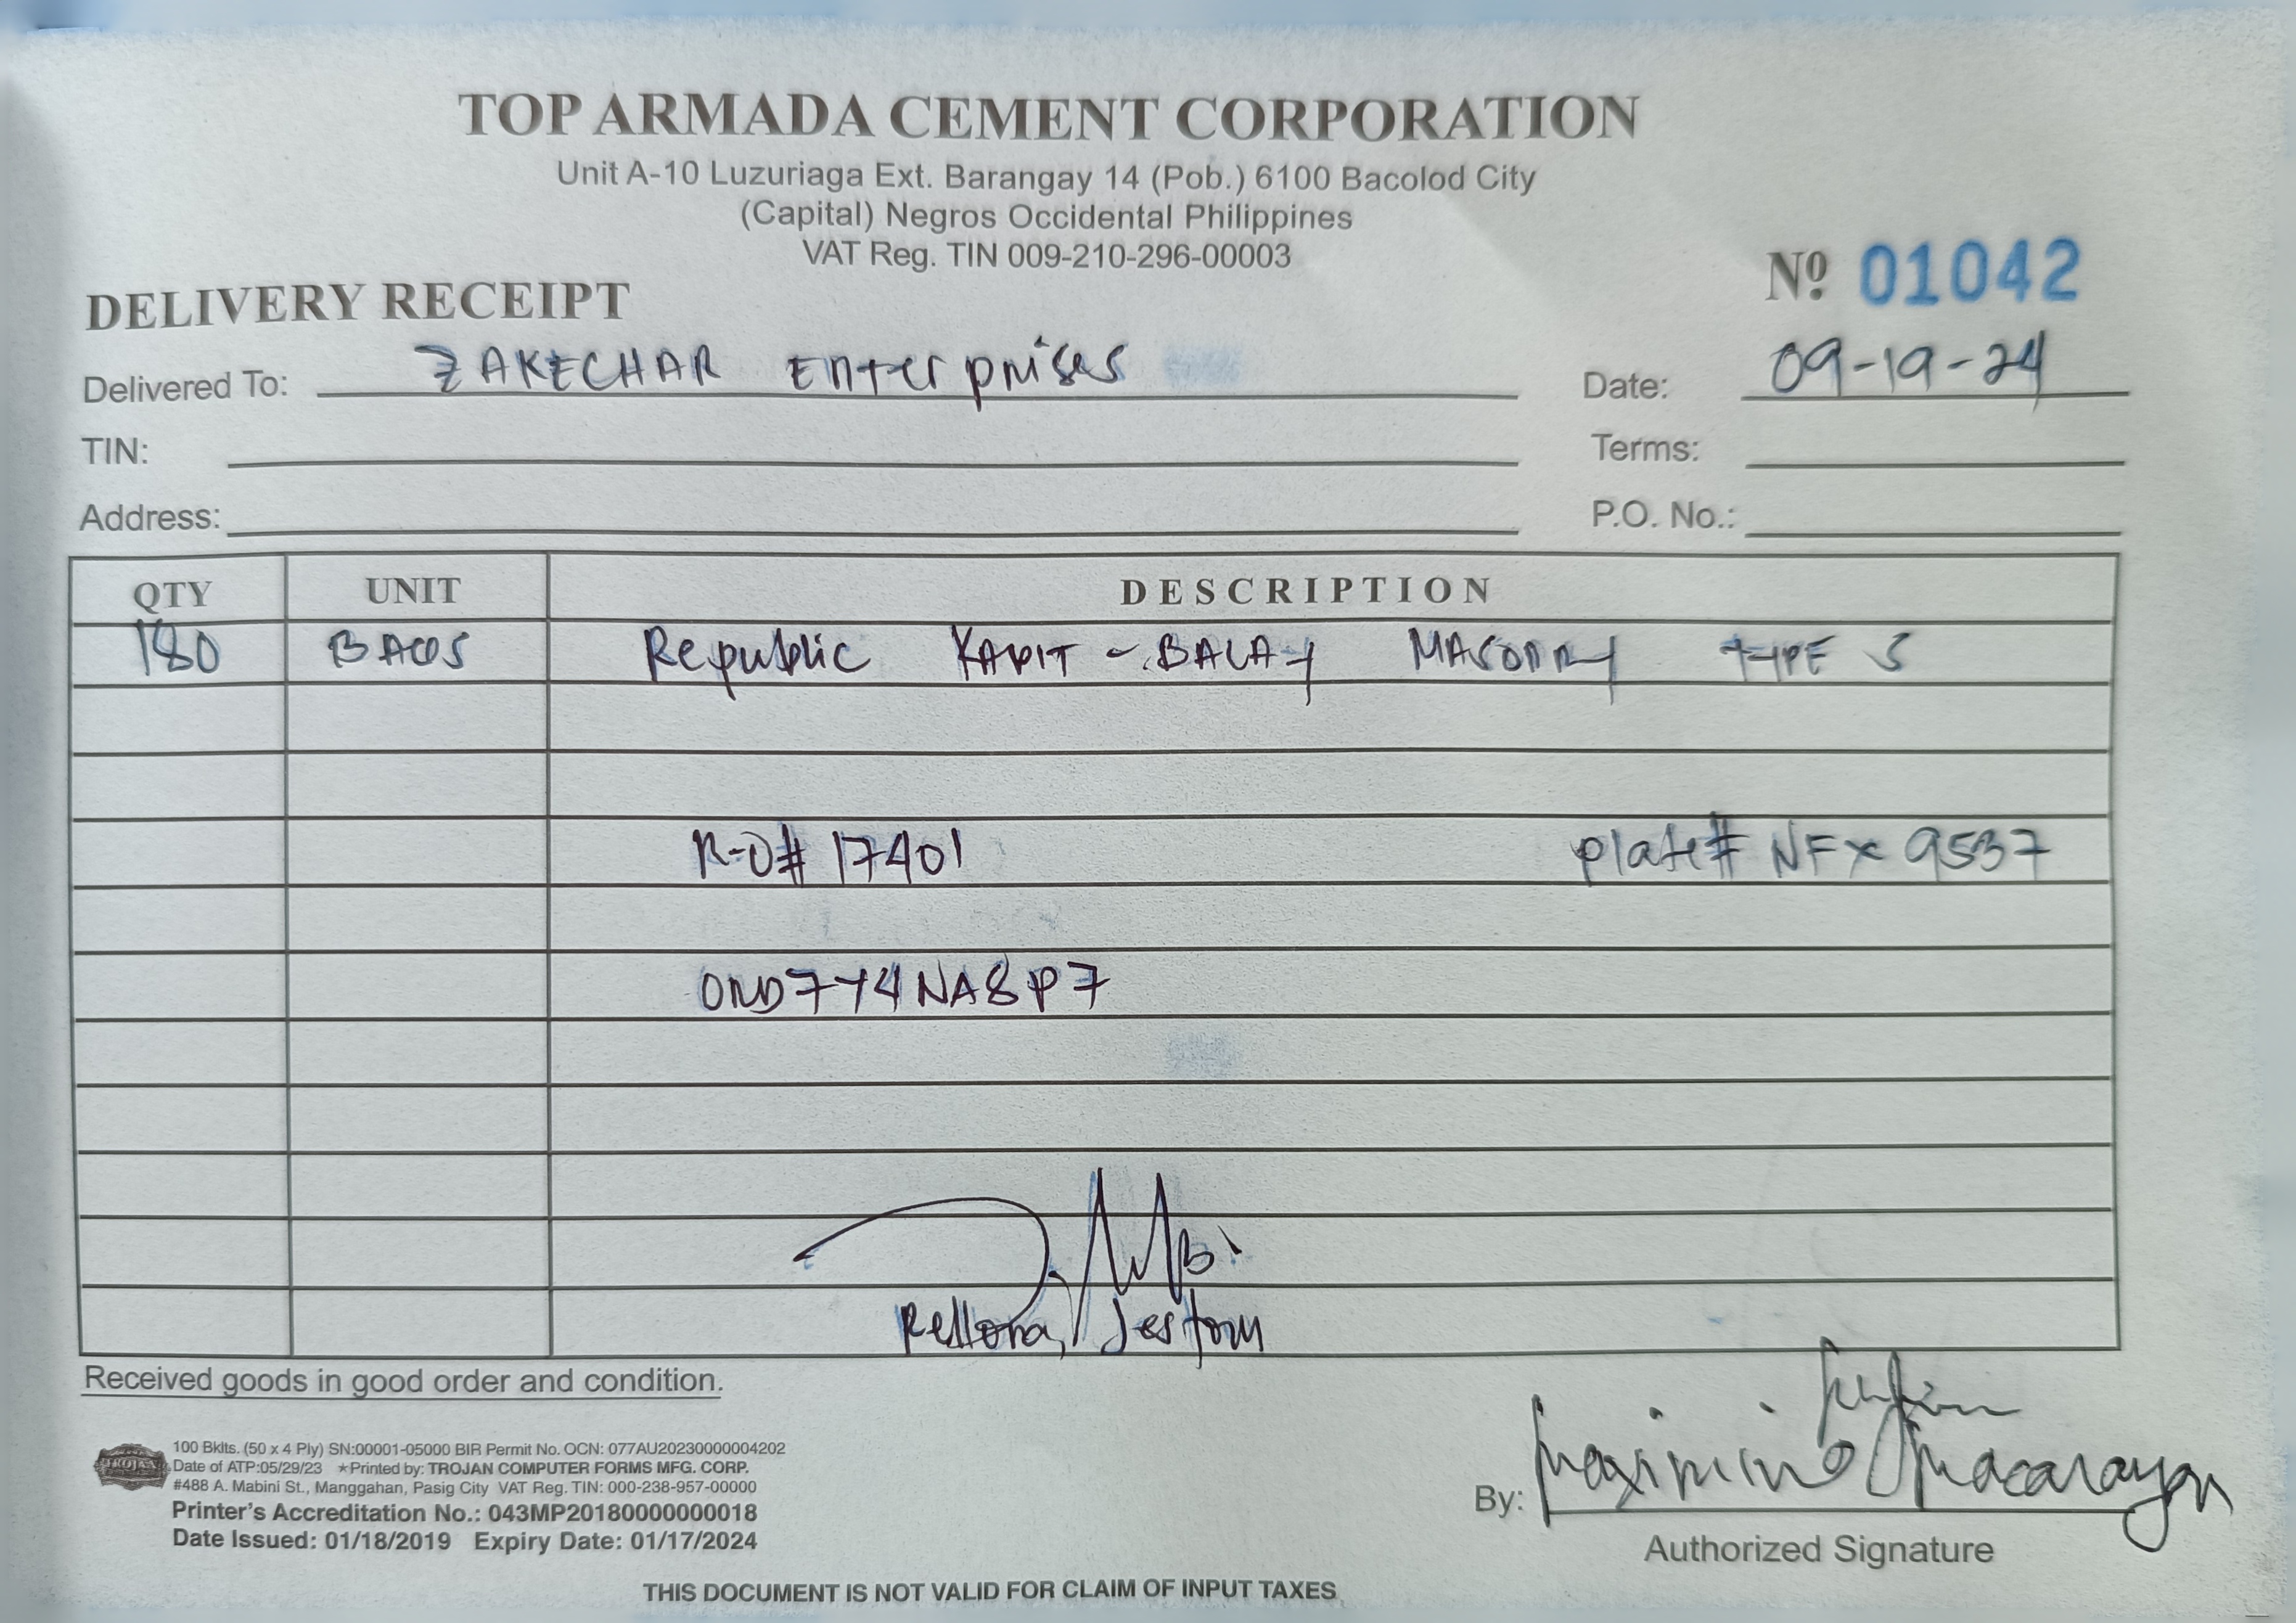 TOP ARMADA CEMENT CORPORATION
Unit A-10 Luzuriaga Ext. Barangay 14 (Pob.) 6100 Bacolod City
(Capital) Negros Occidental Philippines
VAT Reg. TIN 009-210-296-00003
Nº 01042
DELIVERY RECEIPT
Delivered To: ZAKECHAR Enterprises Date: 09-19-24
TIN: Terms:
Address: P.O. No.:
QTY UNIT DESCRIPTION
180 BAGS Republic KAPIT-BALAY MASONRY TYPE S
R-O# 17401 plate# NFX 9537
ORD7Y4NA8P7
Rellona, Jestom
Received goods in good order and condition.
TROJAN
100 Bklts. (50 x 4 Ply) SN:00001-05000 BIR Permit No. OCN: 077AU20230000004202
Date of ATP:05/29/23 ★Printed by: TROJAN COMPUTER FORMS MFG. CORP.
#488 A. Mabini St., Manggahan, Pasig City VAT Reg. TIN: 000-238-957-00000
Printer's Accreditation No.: 043MP20180000000018
Date Issued: 01/18/2019 Expiry Date: 01/17/2024
By: Maximino Macarayan
Authorized Signature
THIS DOCUMENT IS NOT VALID FOR CLAIM OF INPUT TAXES